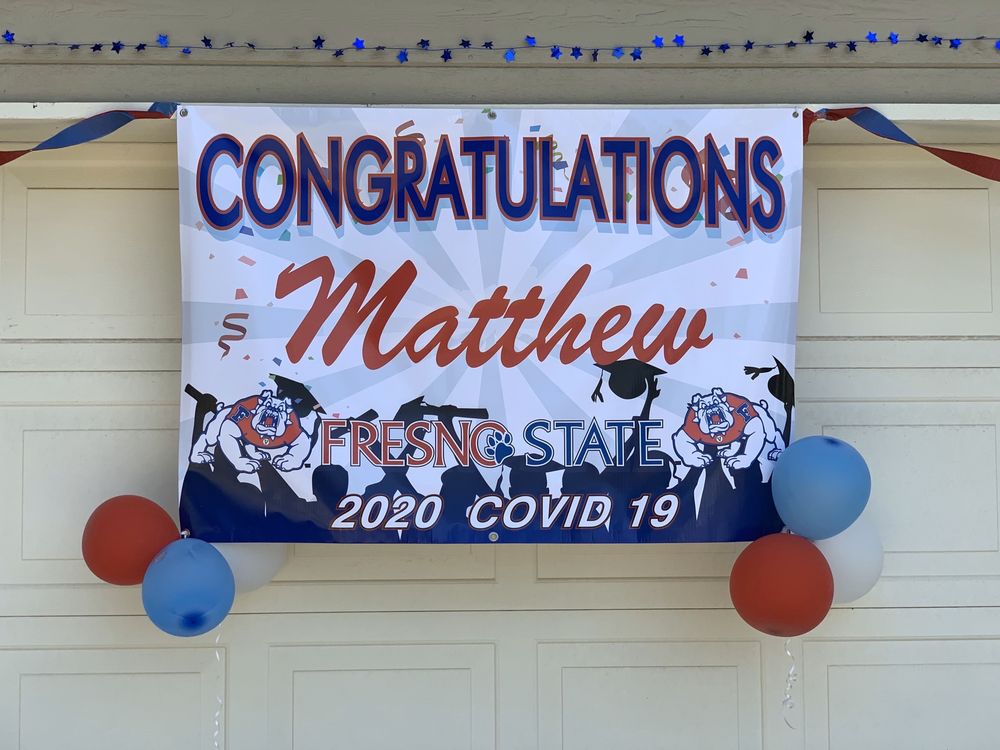 CONGRATULATIONS
Matthew
FRESNO STATE
2020 COVID 19